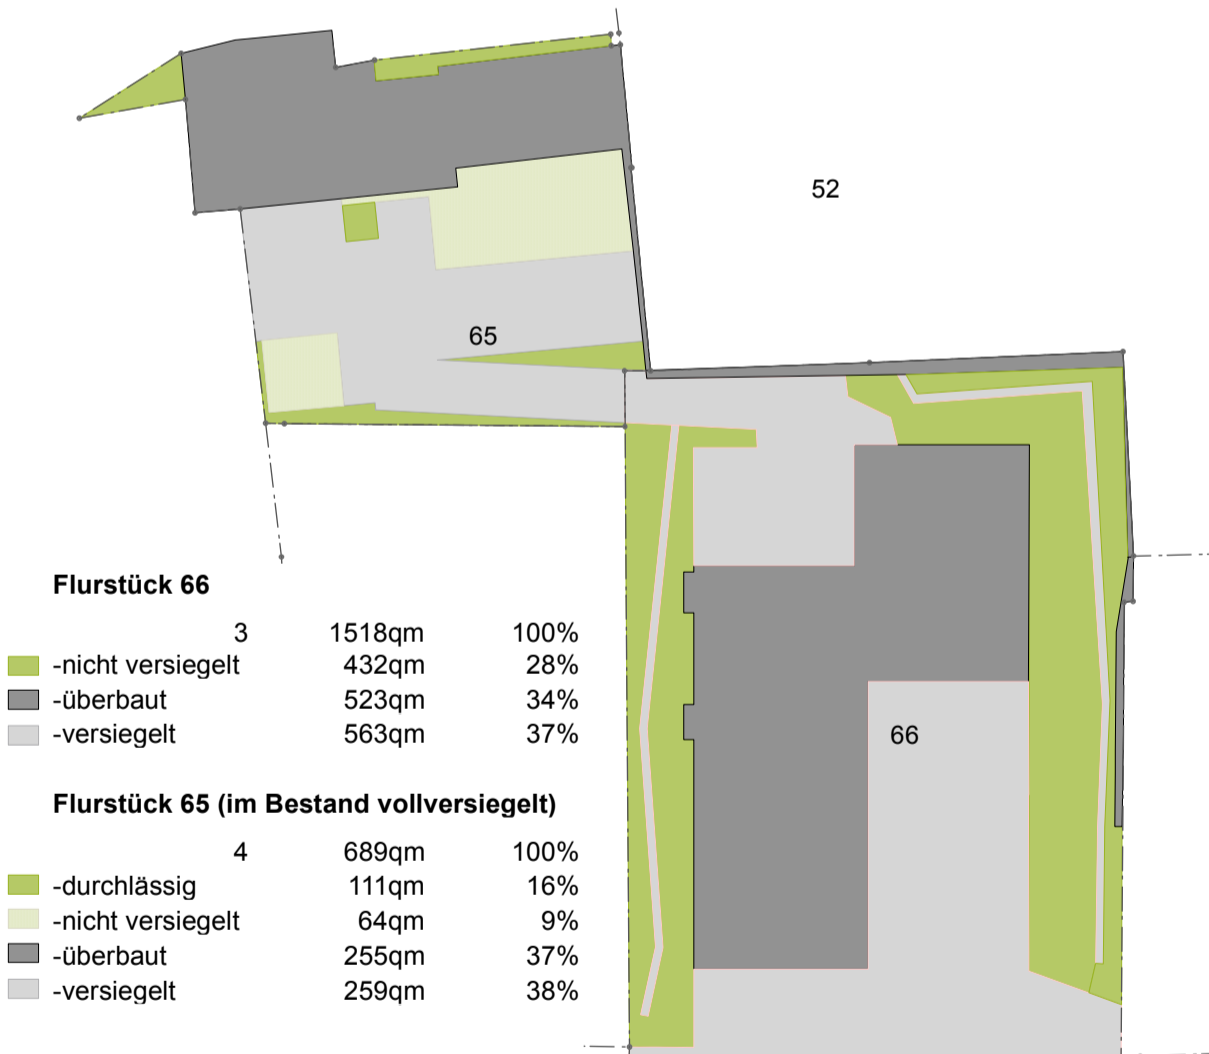 52
65
66
Flurstück 66
3 1518qm 100%
-nicht versiegelt 432qm 28%
-überbaut 523qm 34%
-versiegelt 563qm 37%
Flurstück 65 (im Bestand vollversiegelt)
4 689qm 100%
-durchlässig 111qm 16%
-nicht versiegelt 64qm 9%
-überbaut 255qm 37%
-versiegelt 259qm 38%